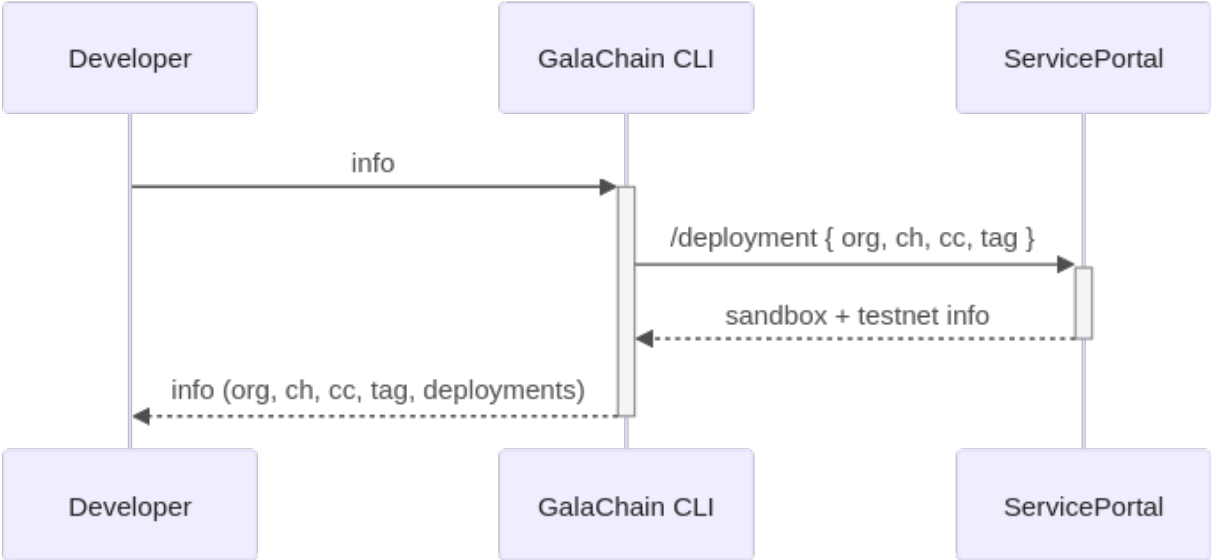 Developer
GalaChain CLI
ServicePortal
info
/deployment { org, ch, cc, tag }
sandbox + testnet info
info (org, ch, cc, tag, deployments)
Developer
GalaChain CLI
ServicePortal